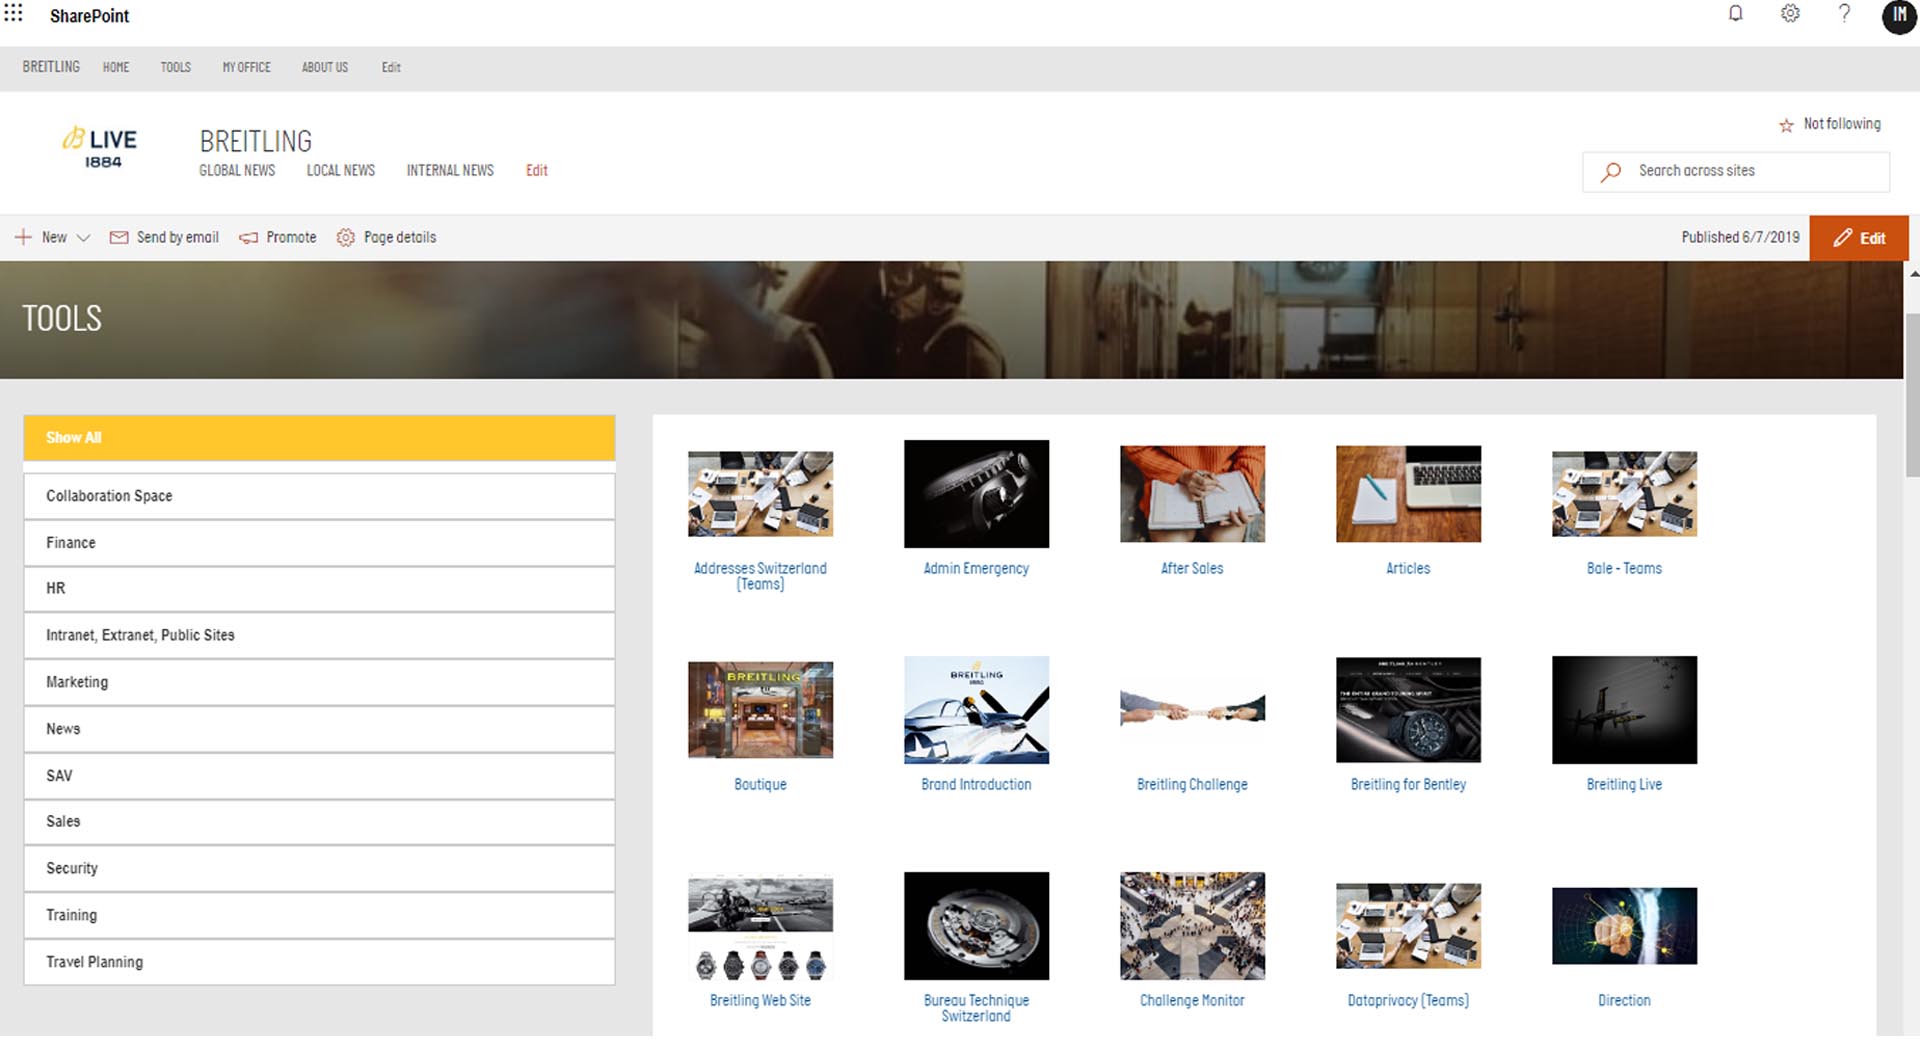 SharePoint
IM
BREITLING HOME TOOLS MY OFFICE ABOUT US Edit
B LIVE
1884
BREITLING
GLOBAL NEWS LOCAL NEWS INTERNAL NEWS Edit
Not following
Search across sites
New Send by email Promote Page details
Published 6/7/2019 Edit
TOOLS
Show All
Collaboration Space
Finance
HR
Intranet, Extranet, Public Sites
Marketing
News
SAV
Sales
Security
Training
Travel Planning
Addresses Switzerland
(Teams)
Admin Emergency
After Sales
Articles
Bale - Teams
BREITLING
Boutique
BREITLING
1884
Brand Introduction
Breitling Challenge
BREITLING BENTLEY
Breitling for Bentley
Breitling Live
Breitling Web Site
Bureau Technique
Switzerland
Challenge Monitor
Dataprivacy (Teams)
Direction